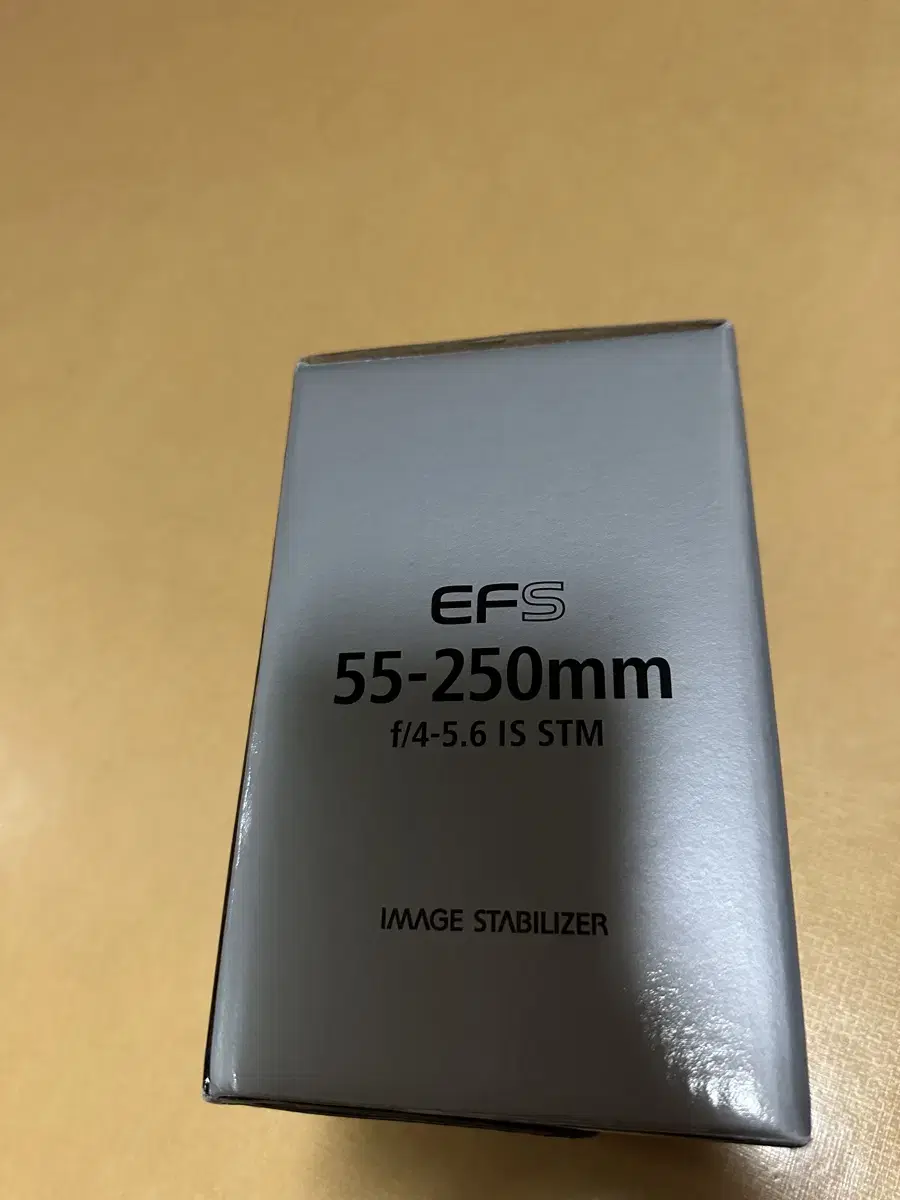 EFS
55-250mm
f/4-5.6 IS STM
IMAGE STABILIZER